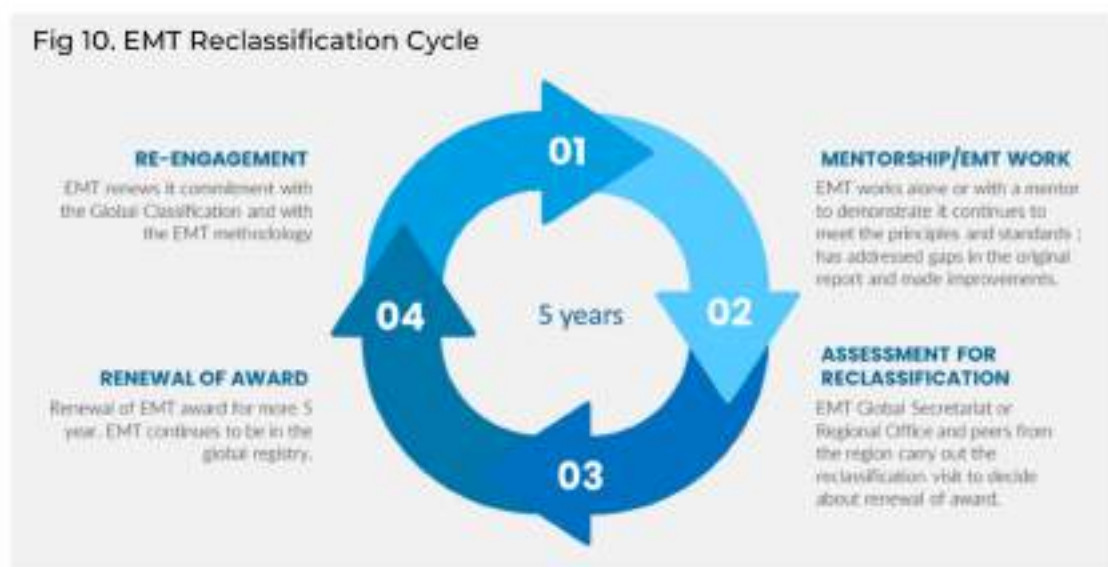 Fig 10. EMT Reclassification Cycle
01
RE-ENGAGEMENT
EMT renews it commitment with
the Global Classification and with
the EMT methodology
MENTORSHIP/EMT WORK
EMT works alone or with a mentor
to demonstrate it continues to
meet the principles and standards ;
has addressed gaps in the original
report and made improvements.
04
5 years
02
RENEWAL OF AWARD
Renewal of EMT award for more 5
year. EMT continues to be in the
global registry.
ASSESSMENT FOR
RECLASSIFICATION
EMT Global Secretariat or
Regional Office and peers from
the region carry out the
reclassification visit to decide
about renewal of award.
03